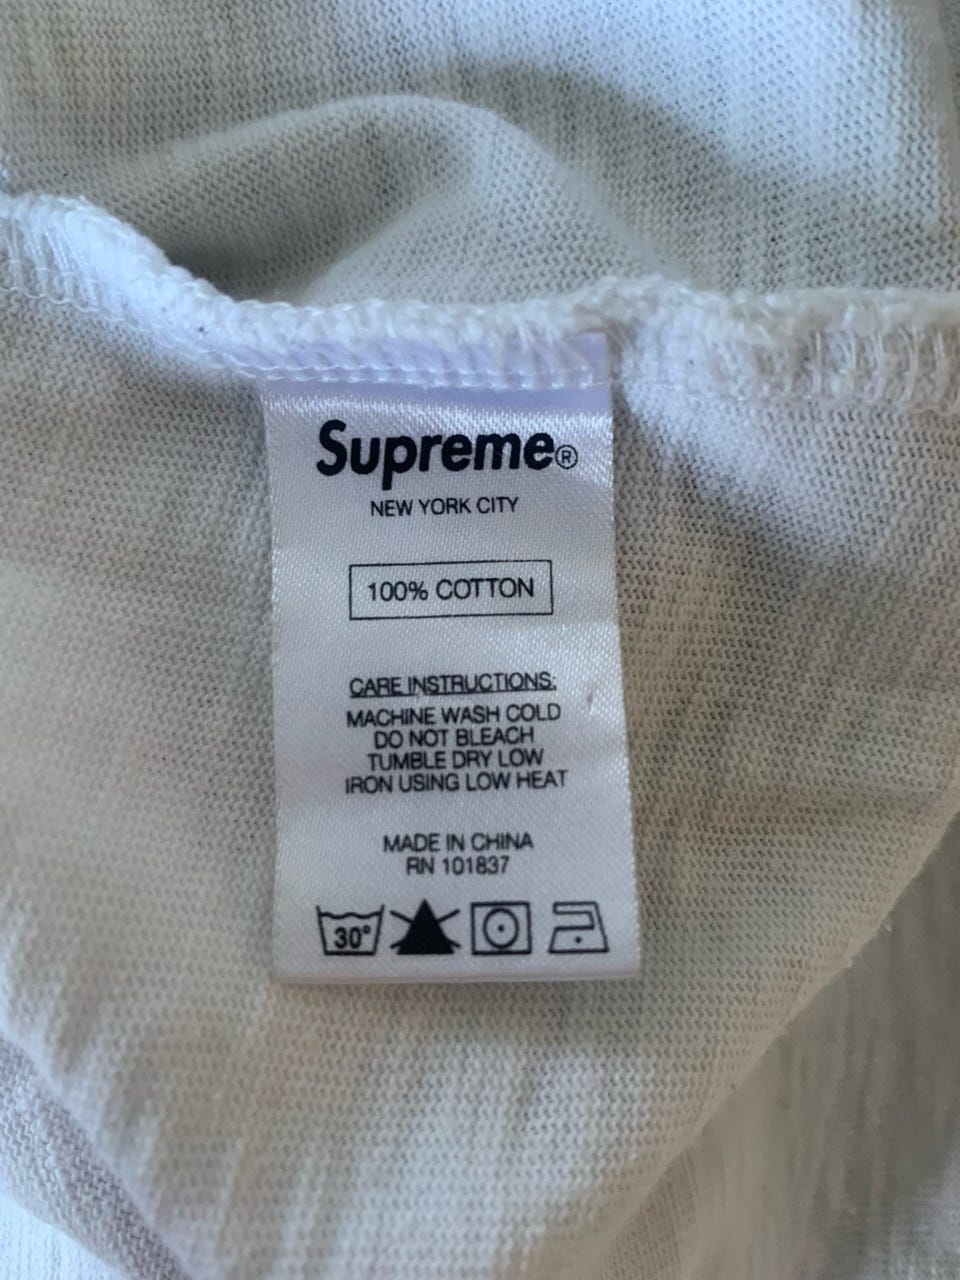 Supreme®
NEW YORK CITY
100% COTTON
CARE INSTRUCTIONS:
MACHINE WASH COLD
DO NOT BLEACH
TUMBLE DRY LOW
IRON USING LOW HEAT
MADE IN CHINA
RN 101837
30°